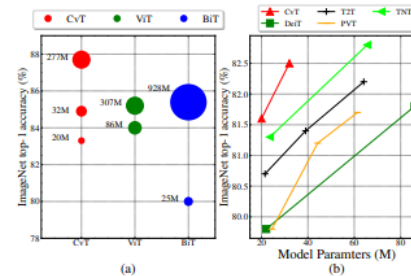 CvT ViT BiT
ImageNet top- 1 accuracy (%)
88
86
84
82
80
78
277M
32M
20M
307M
86M
928M
25M
CvT ViT BiT
(a)
CvT T2T TNT
DeiT PVT
ImageNet top- 1 accuracy (%)
82.5
82.0
81.5
81.0
80.5
80.0
20 40 60 80
Model Paramters (M)
(b)